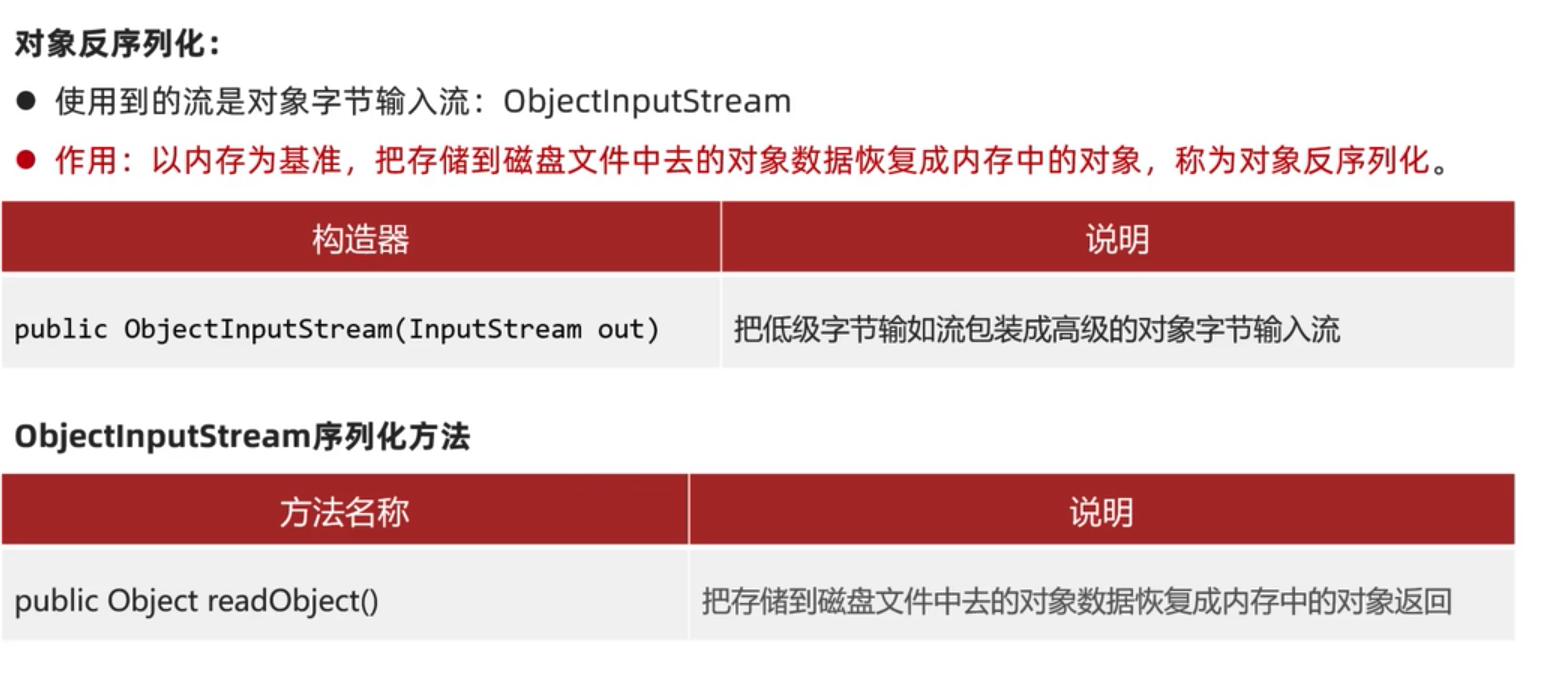 对象反序列化：
● 使用到的流是对象字节输入流：ObjectInputStream
● 作用：以内存为基准，把存储到磁盘文件中去的对象数据恢复成内存中的对象，称为对象反序列化。
构造器 说明
public ObjectInputStream(InputStream out) 把低级字节输如流包装成高级的对象字节输入流
ObjectInputStream序列化方法
方法名称 说明
public Object readObject() 把存储到磁盘文件中去的对象数据恢复成内存中的对象返回